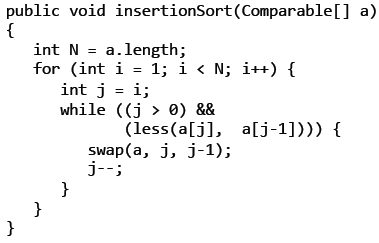 public void insertionSort(Comparable[] a)
{
   int N = a.length;
   for (int i = 1; i < N; i++) {
      int j = i;
      while ((j > 0) &&
             (less(a[j],  a[j-1]))) {
         swap(a, j, j-1);
         j--;
      }
   }
}